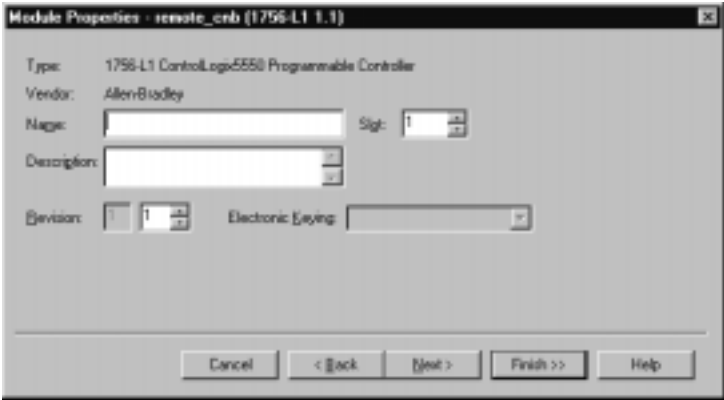 Module Properties - remote_cnb (1756-L1 1.1)
Type: 1756-L1 ControlLogix5550 Programmable Controller
Vendor: Allen-Bradley
Name: Slot: 1
Description:
Revision: 1 1 Electronic Keying:
Cancel < Back Next > Finish >> Help